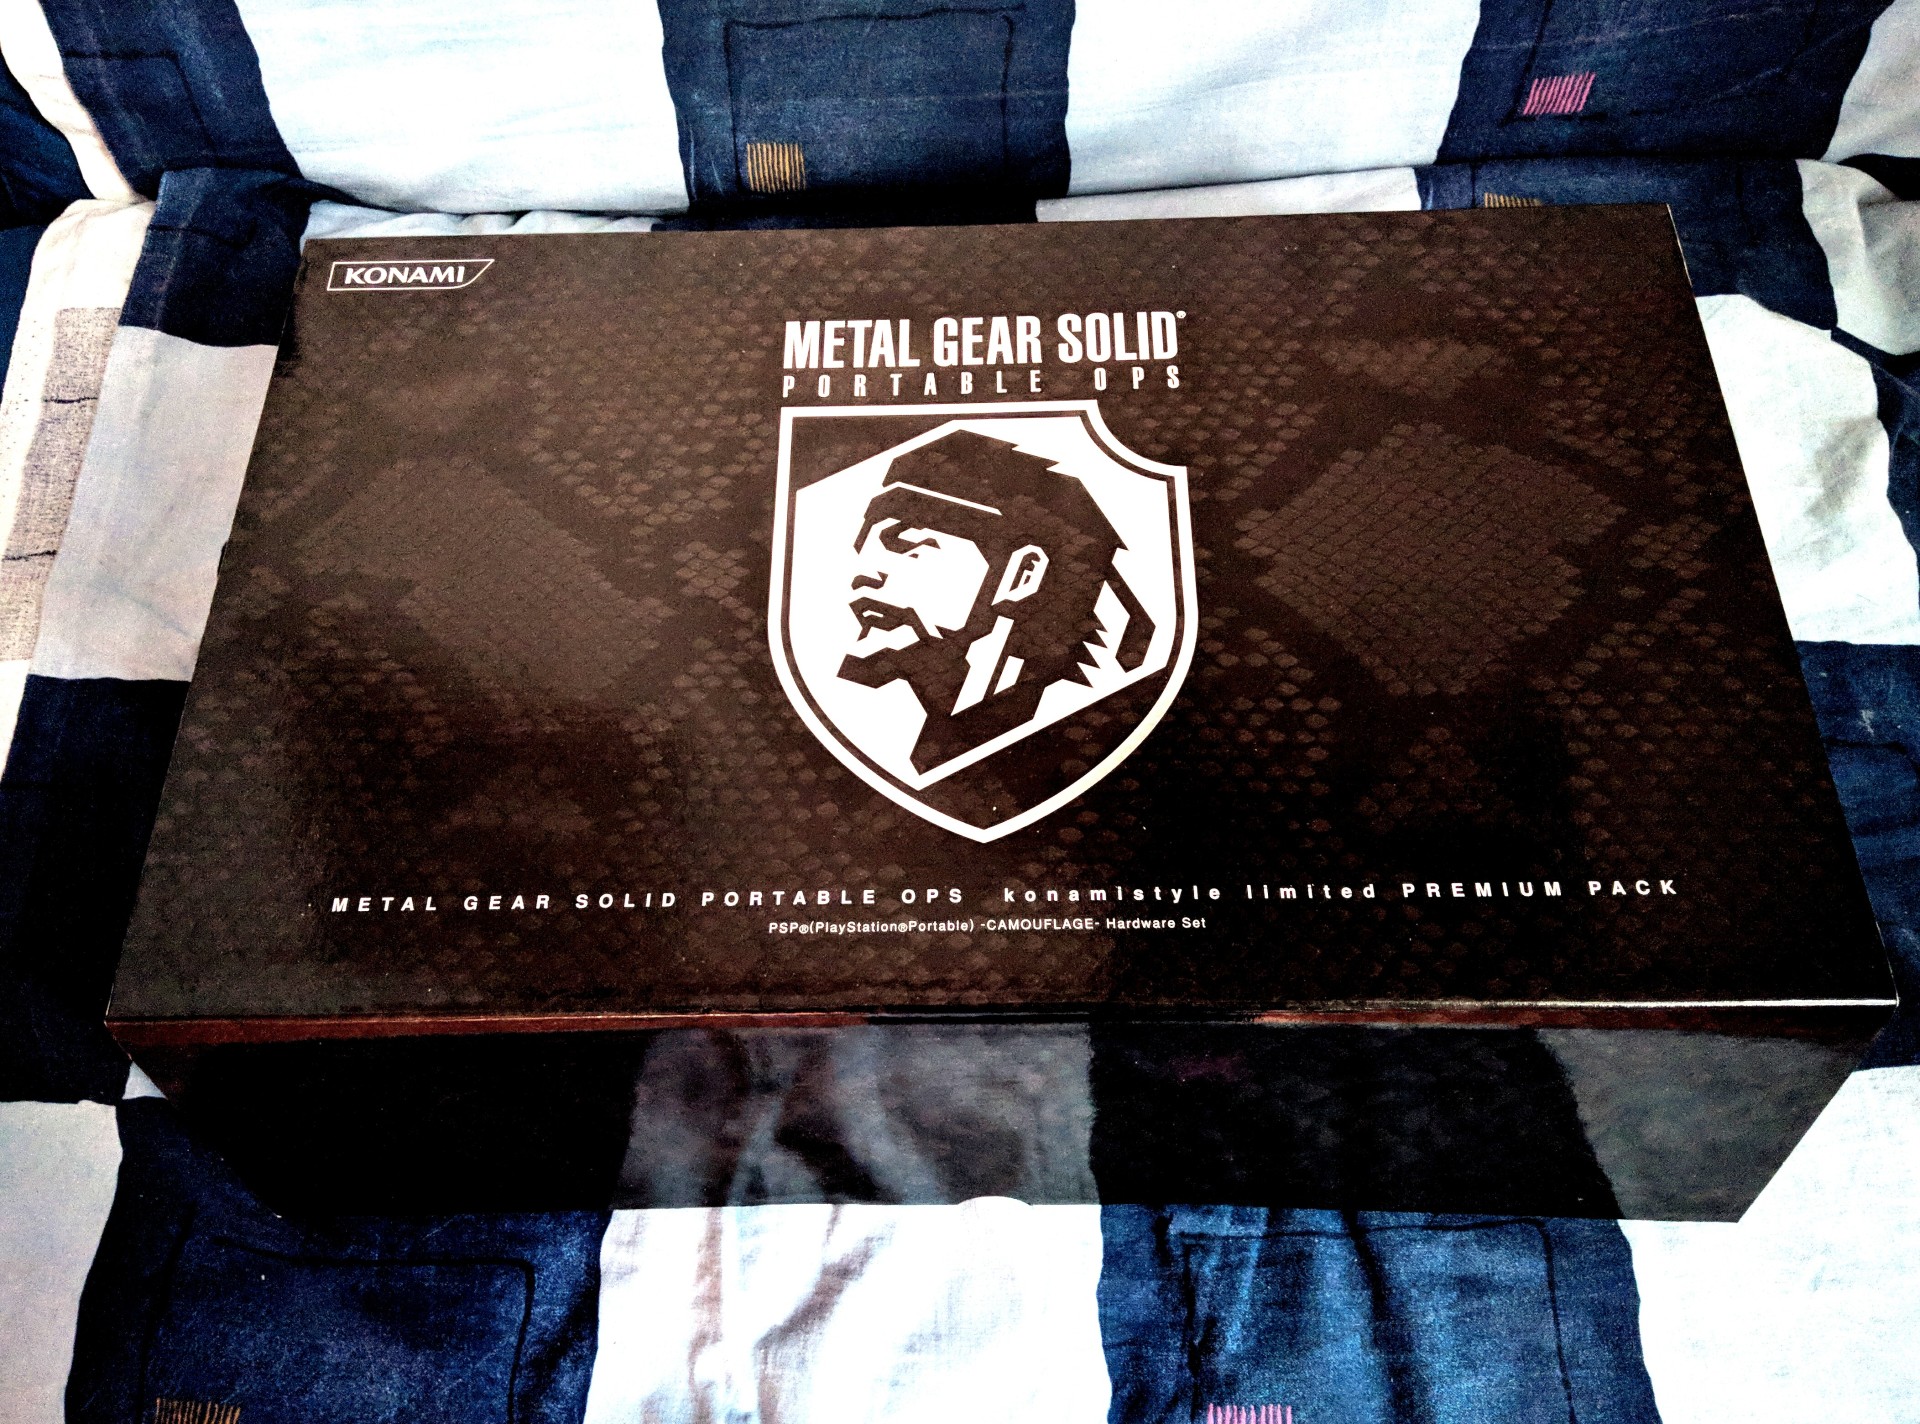 KONAMI
METAL GEAR SOLID®
PORTABLE OPS
METAL GEAR SOLID PORTABLE OPS konamistyle limited PREMIUM PACK
PSP®(PlayStation®Portable) -CAMOUFLAGE- Hardware Set